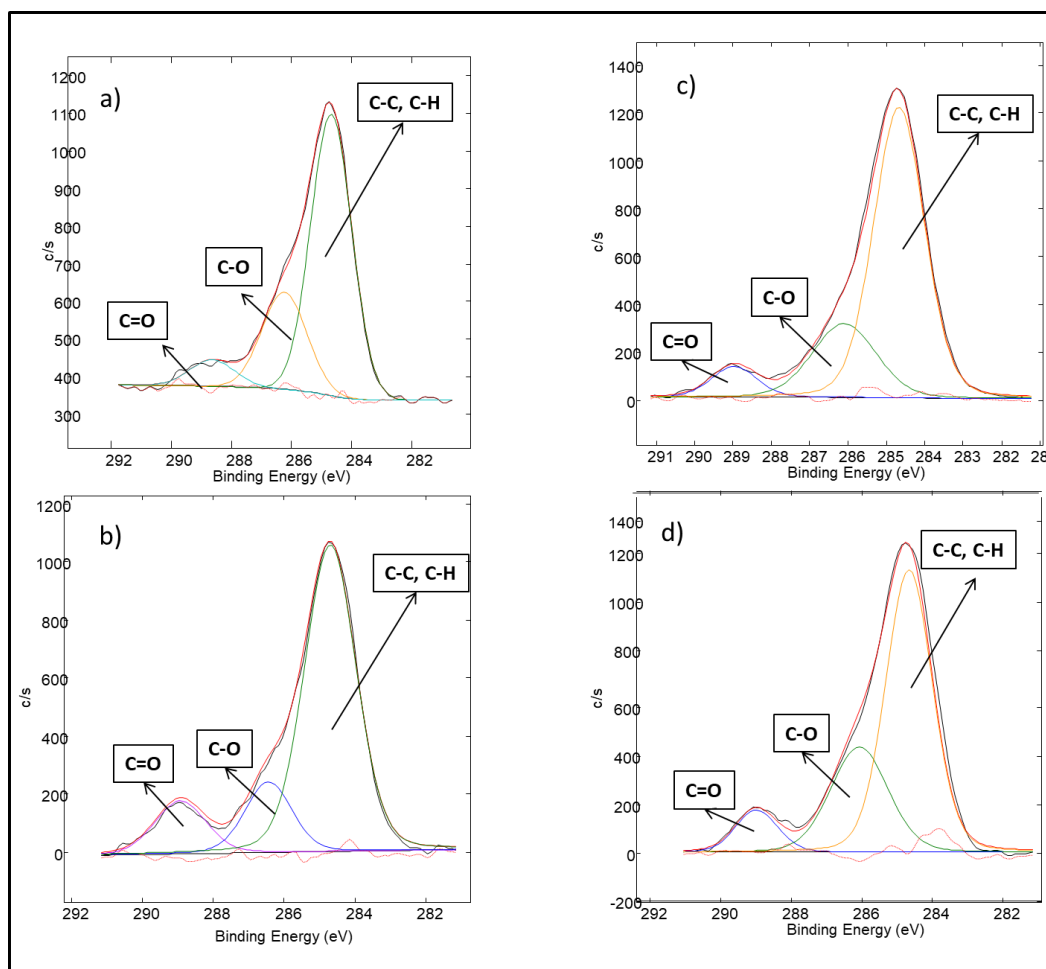 a)
1200
1100
1000
900
800
700
600
500
400
300
c/s
C-C, C-H
C-O
C=O
292 290 288 286 284 282
Binding Energy (eV)
c)
1400
1200
1000
800
600
400
200
0
c/s
C-C, C-H
C-O
C=O
291 290 289 288 287 286 285 284 283 282 28
Binding Energy (eV)
b)
1200
1000
800
600
400
200
0
c/s
C-C, C-H
C-O
C=O
292 290 288 286 284 282
Binding Energy (eV)
d)
1400
1200
1000
800
600
400
200
0
-200
c/s
C-C, C-H
C-O
C=O
292 290 288 286 284 282
Binding Energy (eV)